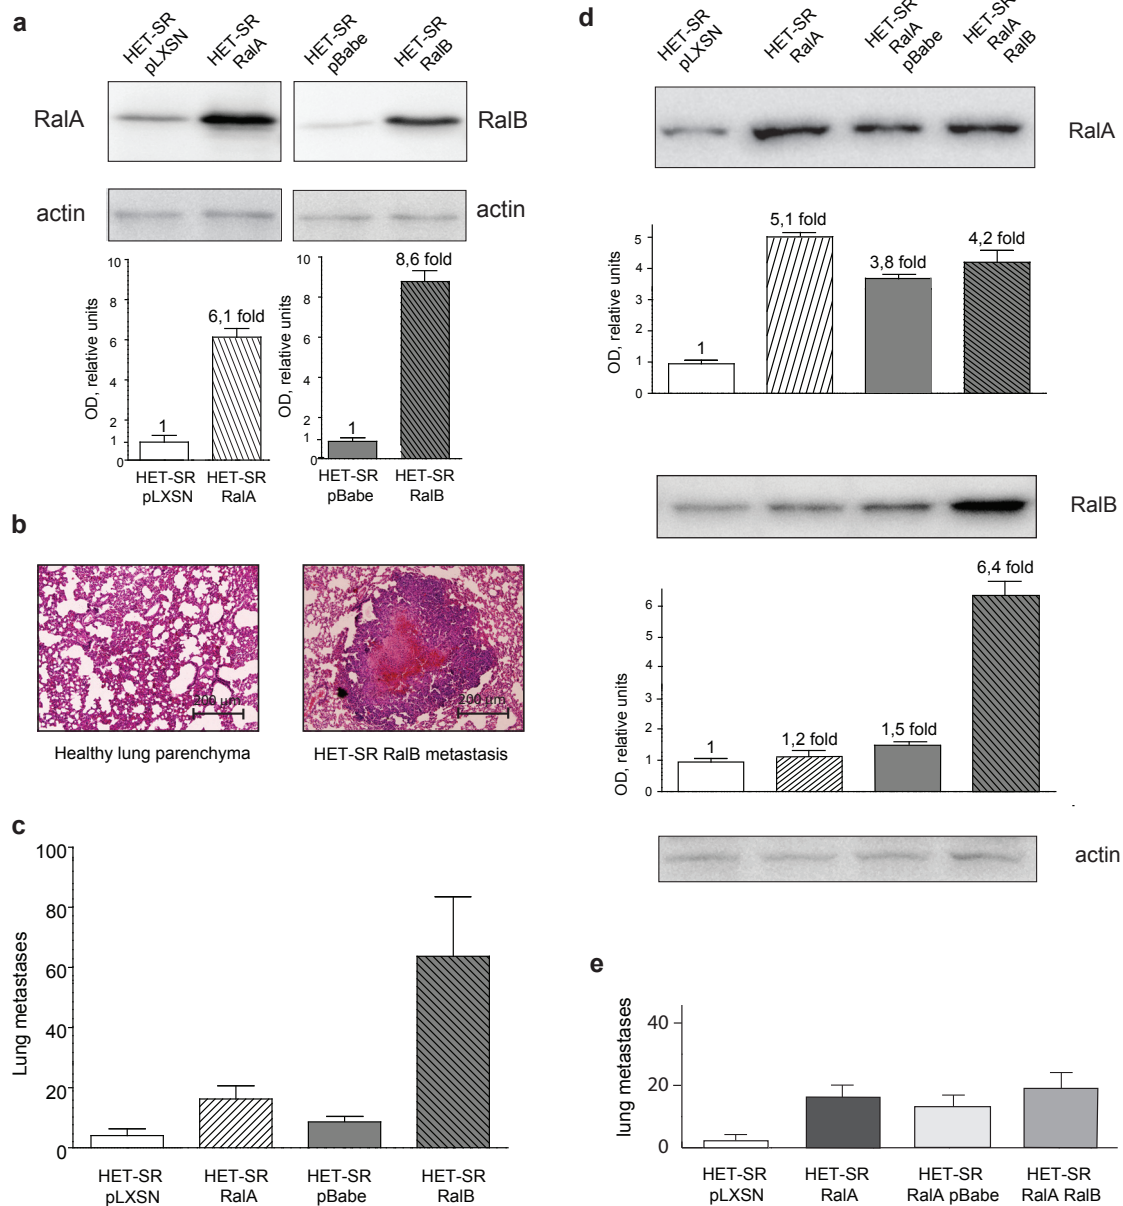 a
HET-SR
pLXSN
HET-SR
RalA
HET-SR
pBabe
HET-SR
RalB
RalA
RalB
actin
actin
OD, relative units
10
8
6
4
2
1
0
1
6,1 fold
HET-SR
pLXSN
HET-SR
RalA
OD, relative units
10
8
6
4
2
1
0
1
8,6 fold
HET-SR
pBabe
HET-SR
RalB
b
200 µm
200 µm
Healthy lung parenchyma
HET-SR RalB metastasis
c
Lung metastases
100
80
60
40
20
0
HET-SR
pLXSN
HET-SR
RalA
HET-SR
pBabe
HET-SR
RalB
d
HET-SR
pLXSN
HET-SR
RalA
HET-SR
RalA
pBabe
HET-SR
RalA
RalB
RalA
OD, relative units
5
4
3
2
1
0
1
5,1 fold
3,8 fold
4,2 fold
RalB
OD, relative units
6
5
4
3
2
1
0
1
1,2 fold
1,5 fold
6,4 fold
actin
e
lung metastases
40
20
0
HET-SR
pLXSN
HET-SR
RalA
HET-SR
RalA pBabe
HET-SR
RalA RalB